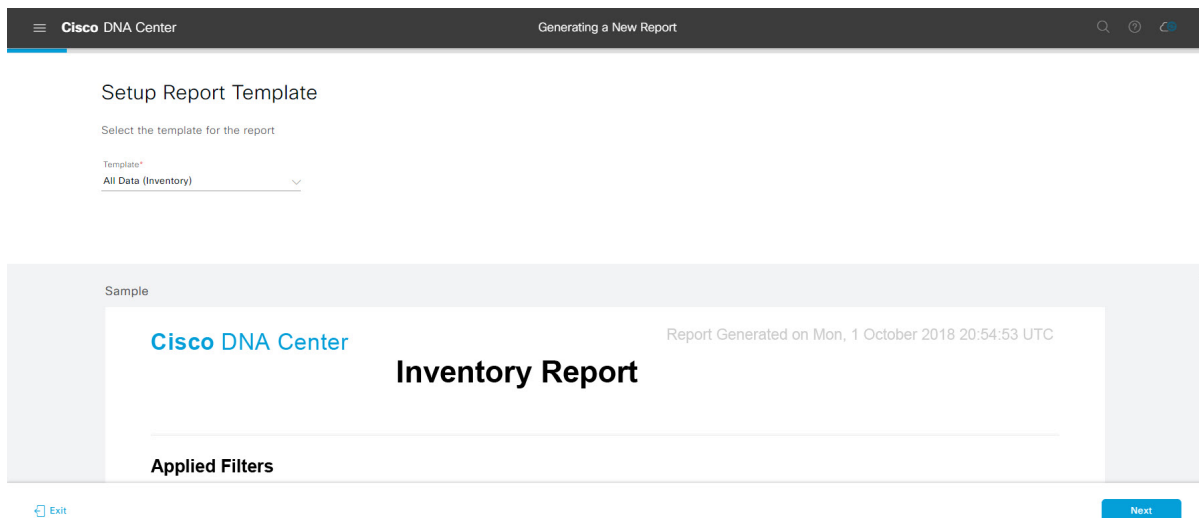 Cisco DNA Center
Generating a New Report
Setup Report Template
Select the template for the report
Template*
All Data (Inventory)
Sample
Cisco DNA Center
Report Generated on Mon, 1 October 2018 20:54:53 UTC
Inventory Report
Applied Filters
Exit
Next